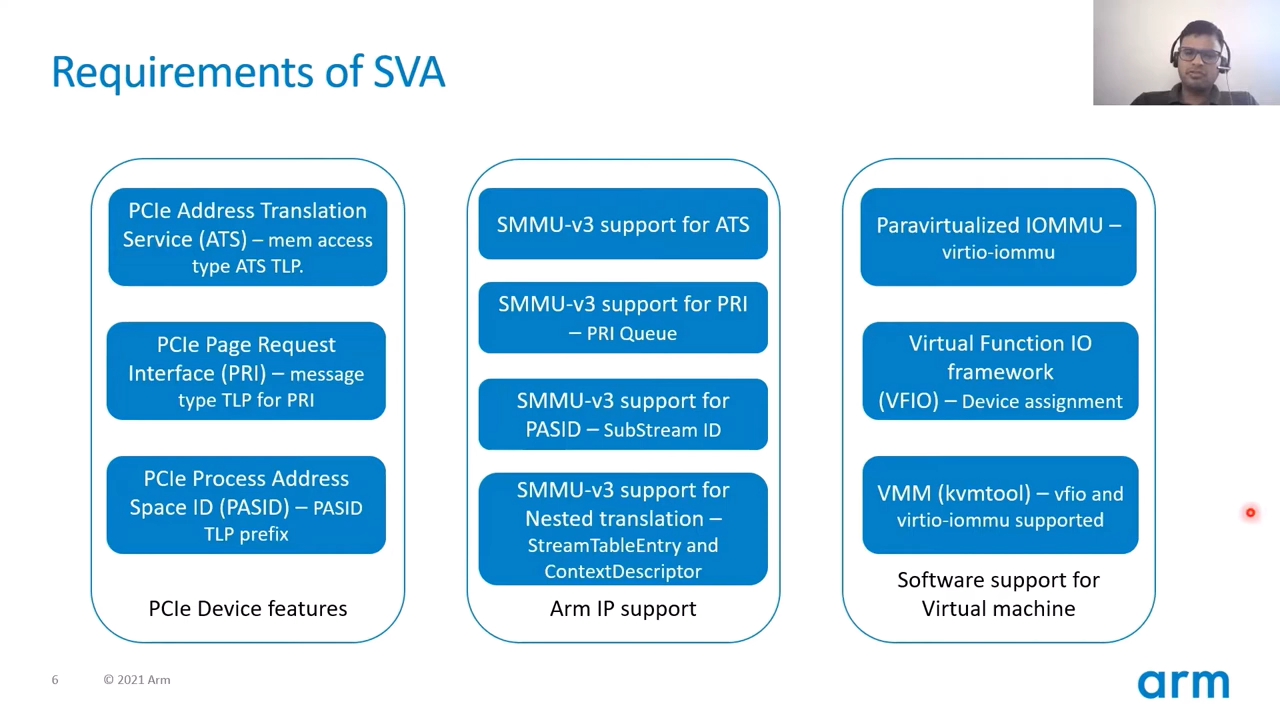 Requirements of SVA
PCIe Address Translation
Service (ATS) – mem access
type ATS TLP.
PCIe Page Request
Interface (PRI) – message
type TLP for PRI
PCIe Process Address
Space ID (PASID) – PASID
TLP prefix
PCIe Device features
SMMU-v3 support for ATS
SMMU-v3 support for PRI
– PRI Queue
SMMU-v3 support for
PASID – SubStream ID
SMMU-v3 support for
Nested translation –
StreamTableEntry and
ContextDescriptor
Arm IP support
Paravirtualized IOMMU –
virtio-iommu
Virtual Function IO
framework
(VFIO) – Device assignment
VMM (kvmtool) – vfio and
virtio-iommu supported
Software support for
Virtual machine
6
© 2021 Arm
arm